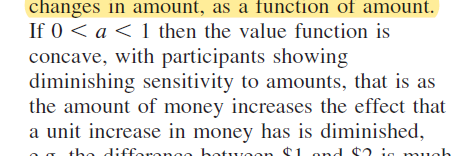 changes in amount, as a function of amount.
If 0 < a < 1 then the value function is
concave, with participants showing
diminishing sensitivity to amounts, that is as
the amount of money increases the effect that
a unit increase in money has is diminished,
e.g. the difference between $1 and $2 is much